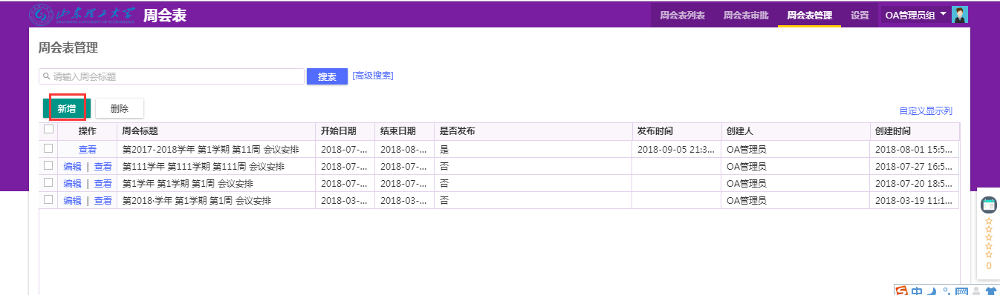 山东理工大学 周会表 周会表列表 周会表审批 周会表管理 设置 OA管理员组
SHANDONG UNIVERSITY OF TECHNOLOGY
周会表管理
请输入周会标题 搜索 [高级搜索]
新增 删除
自定义显示列
操作 周会标题 开始日期 结束日期 是否发布 发布时间 创建人 创建时间
查看 第2017-2018学年 第1学期 第11周 会议安排 2018-07-... 2018-08-... 是 2018-09-05 21:3... OA管理员 2018-08-01 15:5...
编辑 | 查看 第111学年 第111学期 第111周 会议安排 2018-07-... 2018-07-... 否 OA管理员 2018-07-27 16:5...
编辑 | 查看 第1学年 第1学期 第1周 会议安排 2018-07-... 2018-07-... 否 OA管理员 2018-07-20 18:5...
编辑 | 查看 第2018·学年 第1学期 第1周 会议安排 2018-03-... 2018-03-... 否 OA管理员 2018-03-19 11:1...
0
中